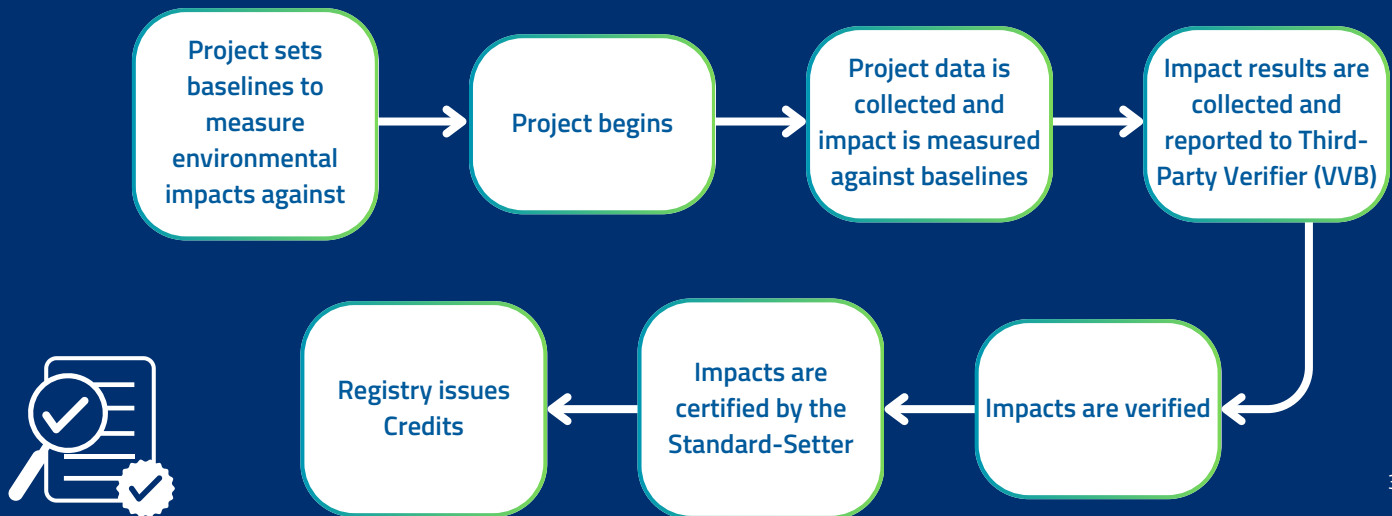 Project sets
baselines to
measure
environmental
impacts against
Project begins
Project data is
collected and
impact is measured
against baselines
Impact results are
collected and
reported to Third-
Party Verifier (VVB)
Impacts are verified
Impacts are
certified by the
Standard-Setter
Registry issues
Credits